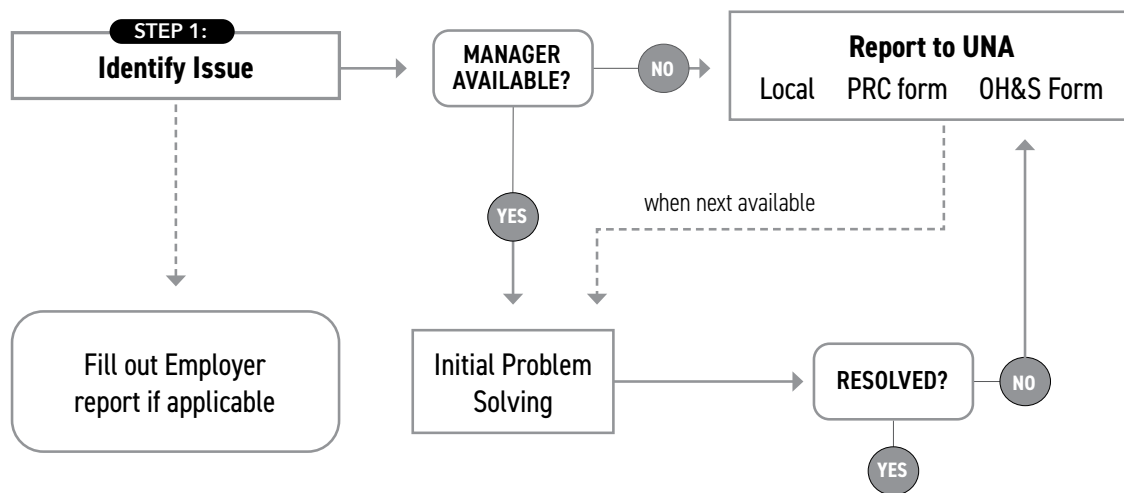 STEP 1:
Identify Issue
MANAGER
AVAILABLE?
NO
Report to UNA
Local PRC form OH&S Form
YES
when next available
Fill out Employer
report if applicable
Initial Problem
Solving
RESOLVED?
NO
YES